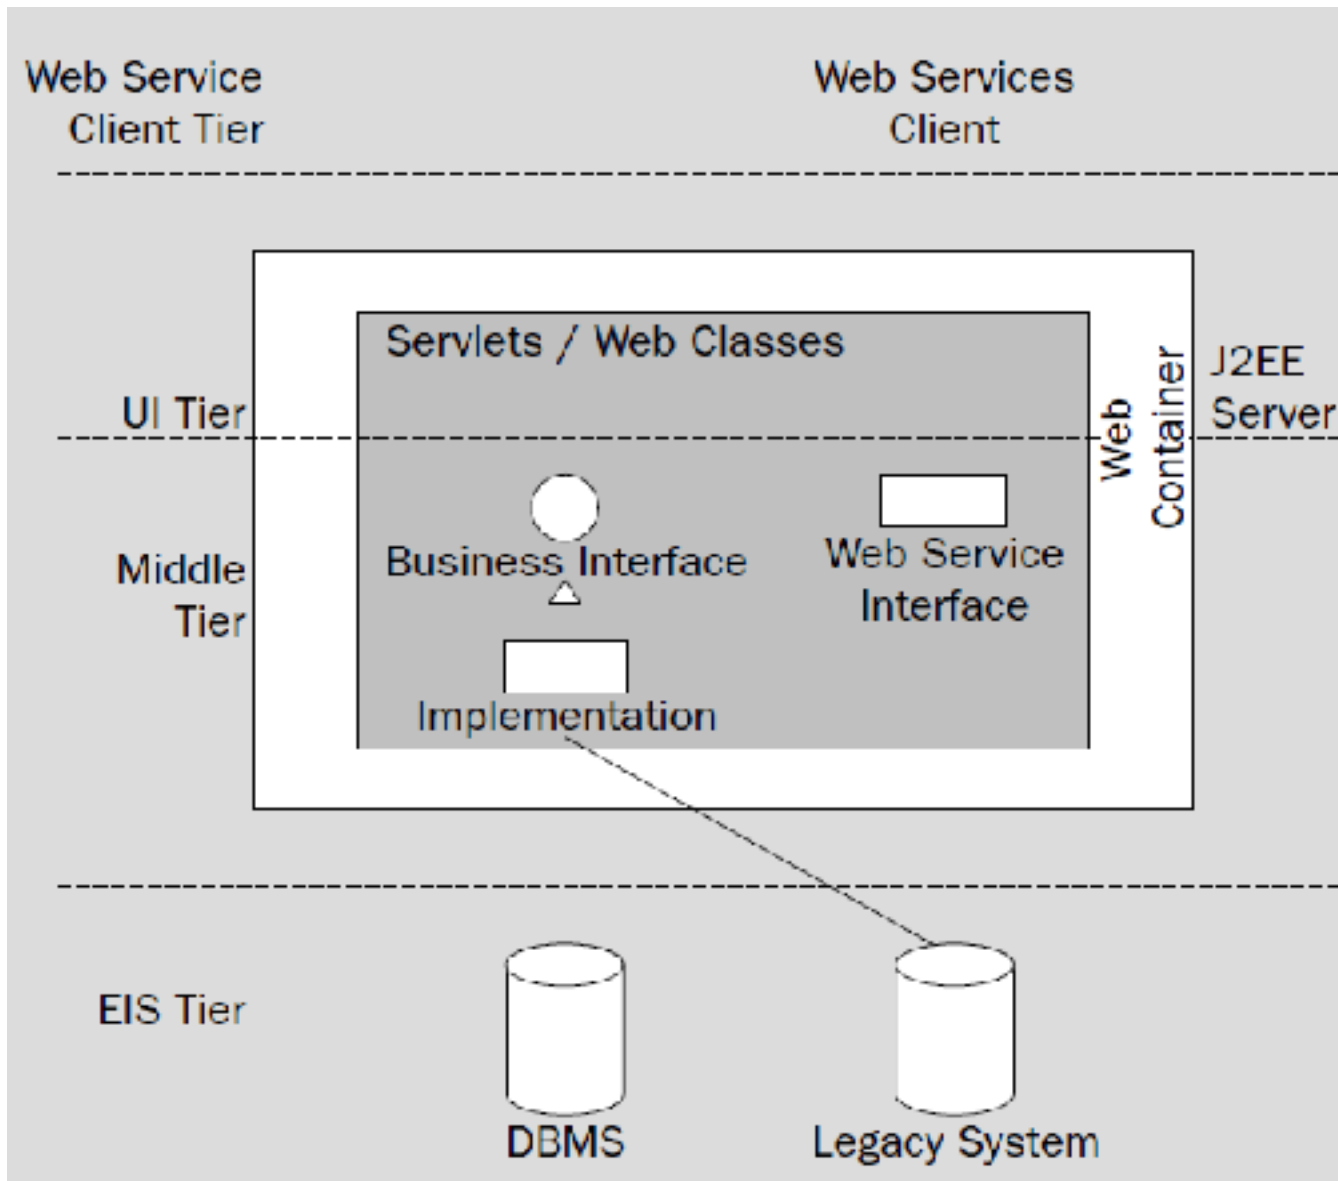 Web Service
Client Tier
Web Services
Client
Servlets / Web Classes
UI Tier
Web
Container
J2EE
Server
Middle
Tier
Business Interface
Web Service
Interface
Implementation
EIS Tier
DBMS
Legacy System